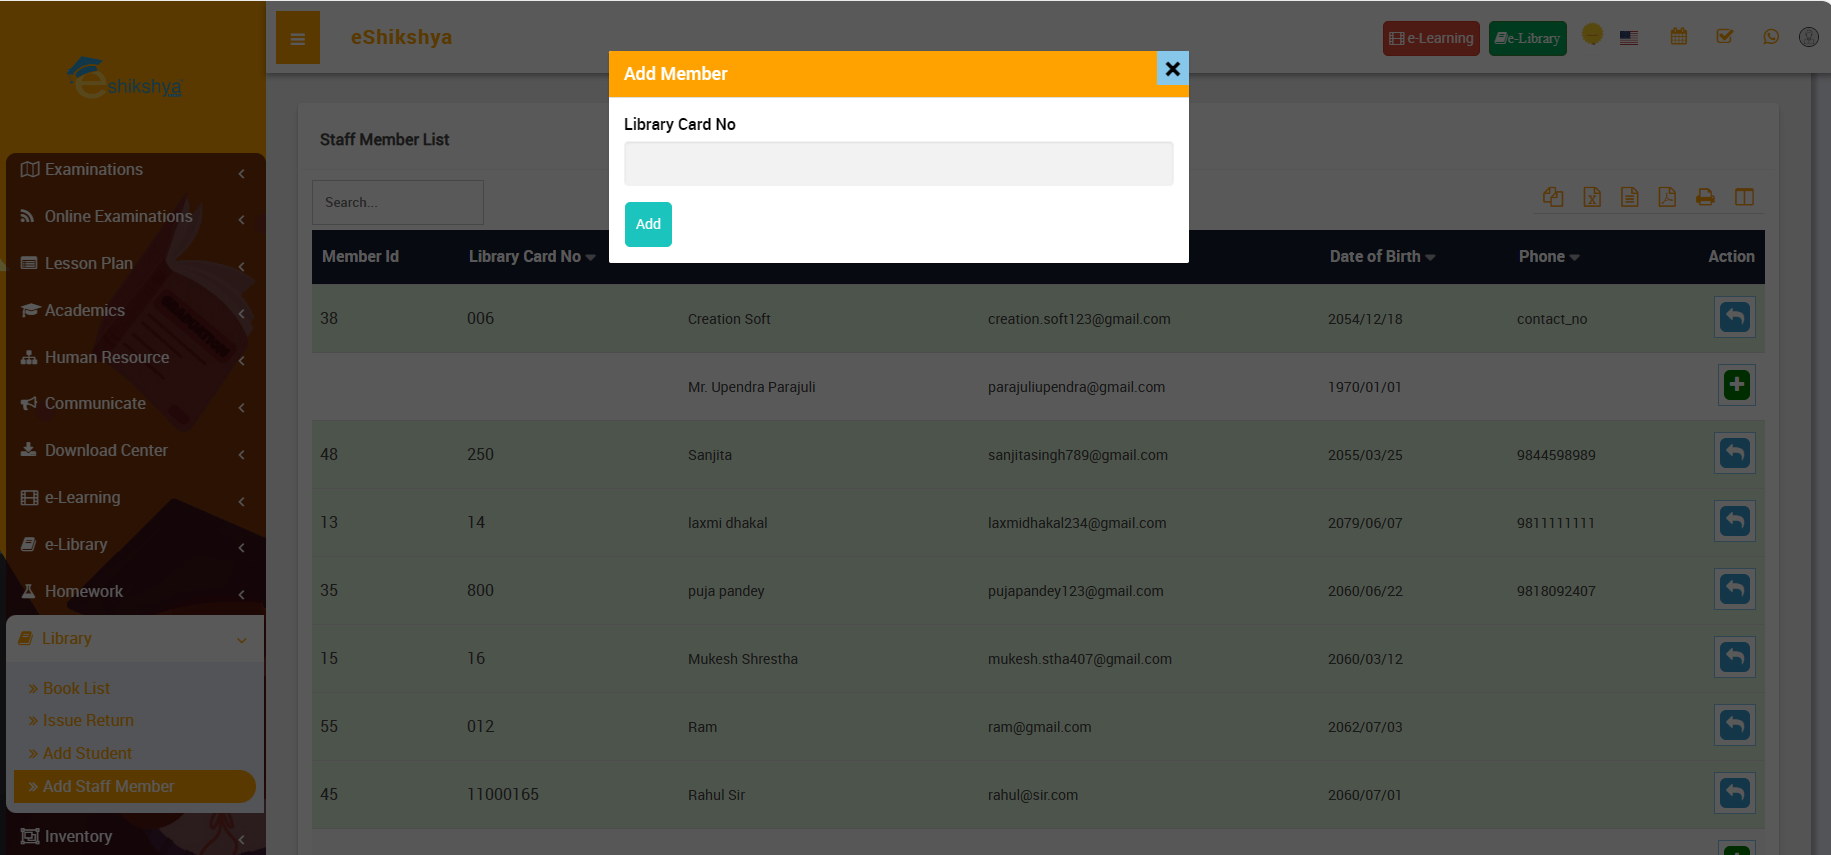 eShikshya
e-Learning
e-Library
eshikshya
Add Member
Library Card No
Add
Staff Member List
Search...
Member Id
Library Card No
Date of Birth
Phone
Action
38 006 Creation Soft creation.soft123@gmail.com 2054/12/18 contact_no
Mr. Upendra Parajuli parajuliupendra@gmail.com 1970/01/01
48 250 Sanjita sanjitasingh789@gmail.com 2055/03/25 9844598989
13 14 laxmi dhakal laxmidhakal234@gmail.com 2079/06/07 9811111111
35 800 puja pandey pujapandey123@gmail.com 2060/06/22 9818092407
15 16 Mukesh Shrestha mukesh.stha407@gmail.com 2060/03/12
55 012 Ram ram@gmail.com 2062/07/03
45 11000165 Rahul Sir rahul@sir.com 2060/07/01
Examinations
Online Examinations
Lesson Plan
Academics
Human Resource
Communicate
Download Center
e-Learning
e-Library
Homework
Library
Book List
Issue Return
Add Student
Add Staff Member
Inventory